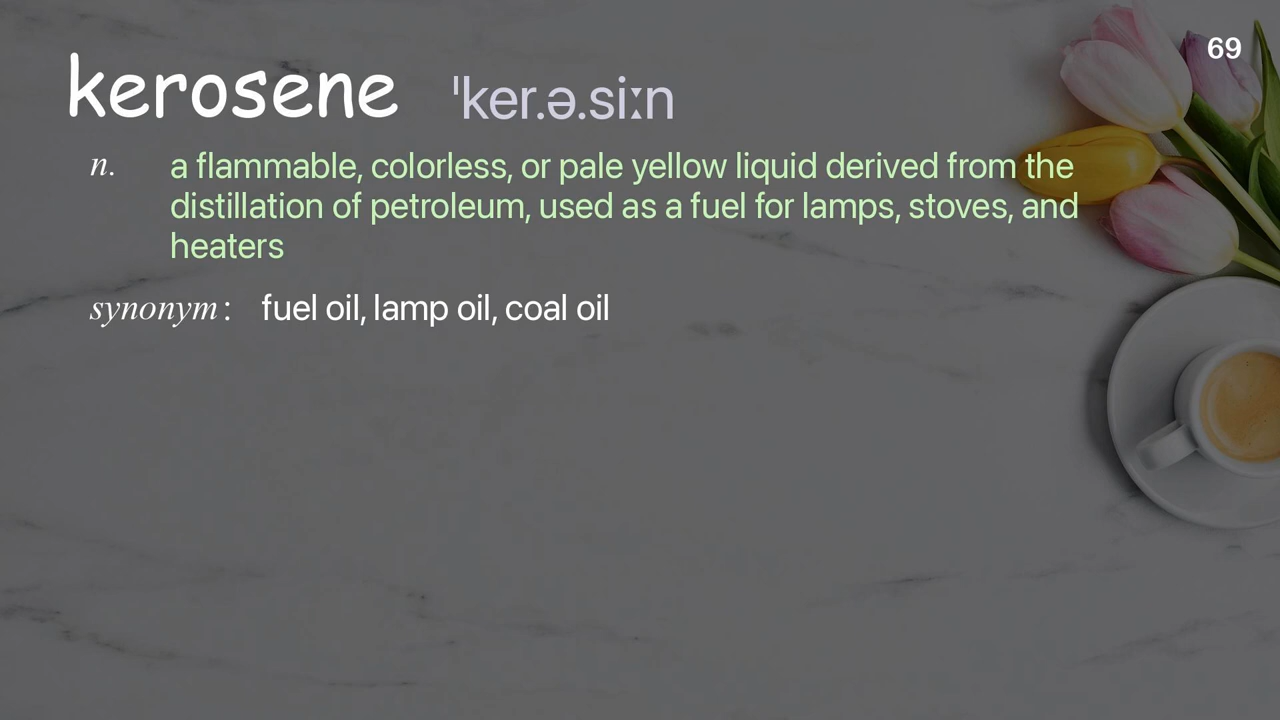 69
kerosene ˈker.ə.siːn
n. a flammable, colorless, or pale yellow liquid derived from the
distillation of petroleum, used as a fuel for lamps, stoves, and
heaters
synonym: fuel oil, lamp oil, coal oil